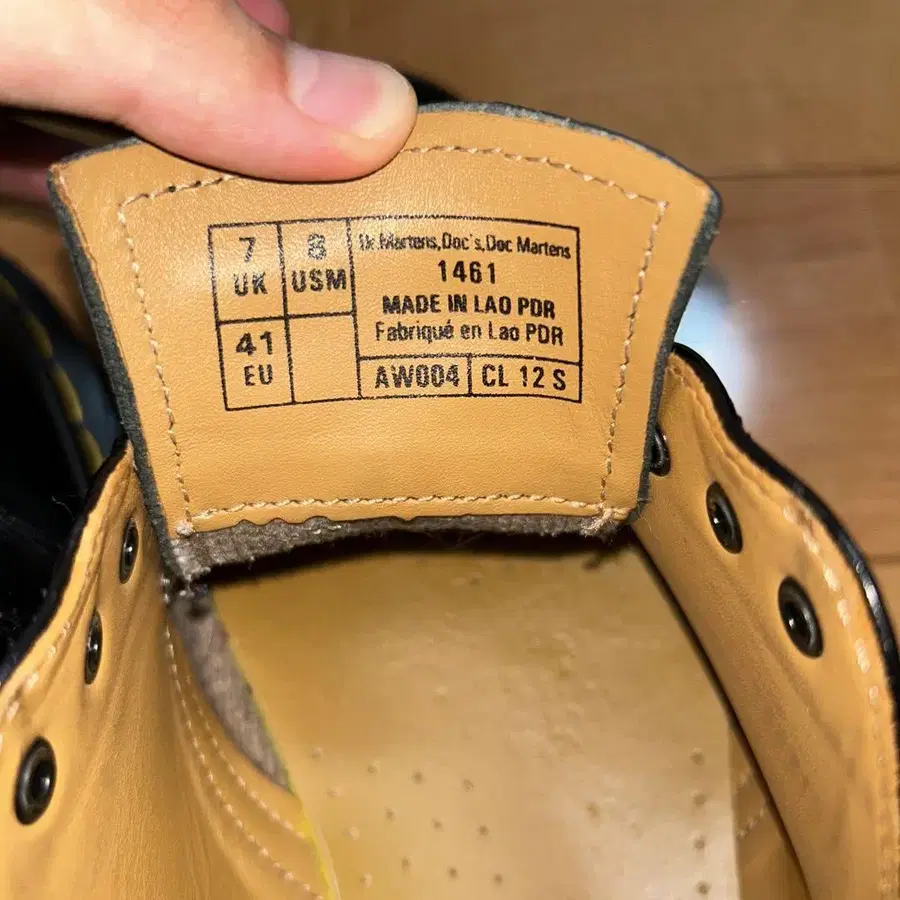 7 UK
8 USM
41 EU
Dr.Martens,Doc's,Doc Martens
1461
MADE IN LAO PDR
Fabriqué en Lao PDR
AW004
CL 12 S